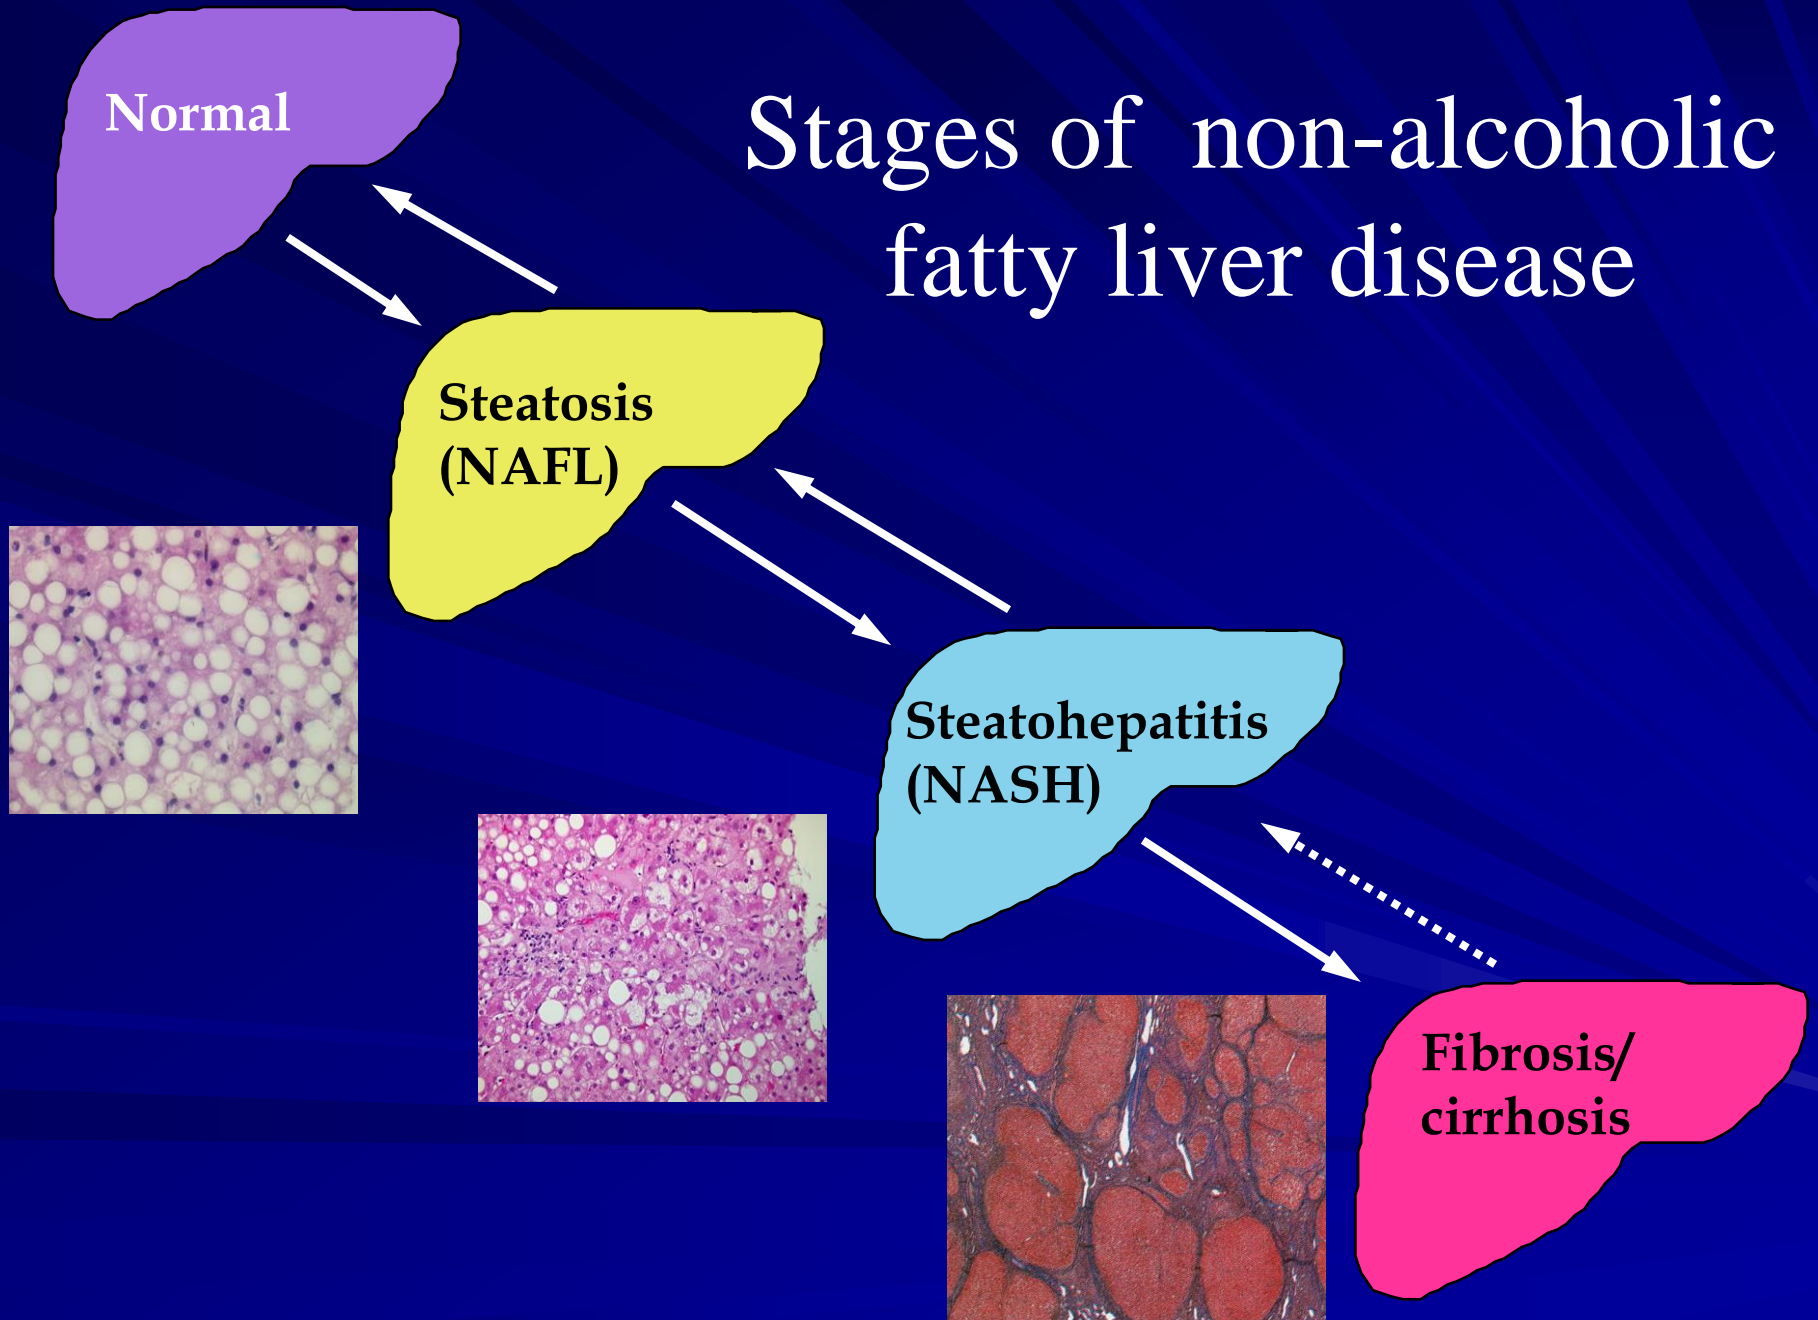 Normal
Stages of non-alcoholic
fatty liver disease
Steatosis
(NAFL)
Steatohepatitis
(NASH)
Fibrosis/
cirrhosis